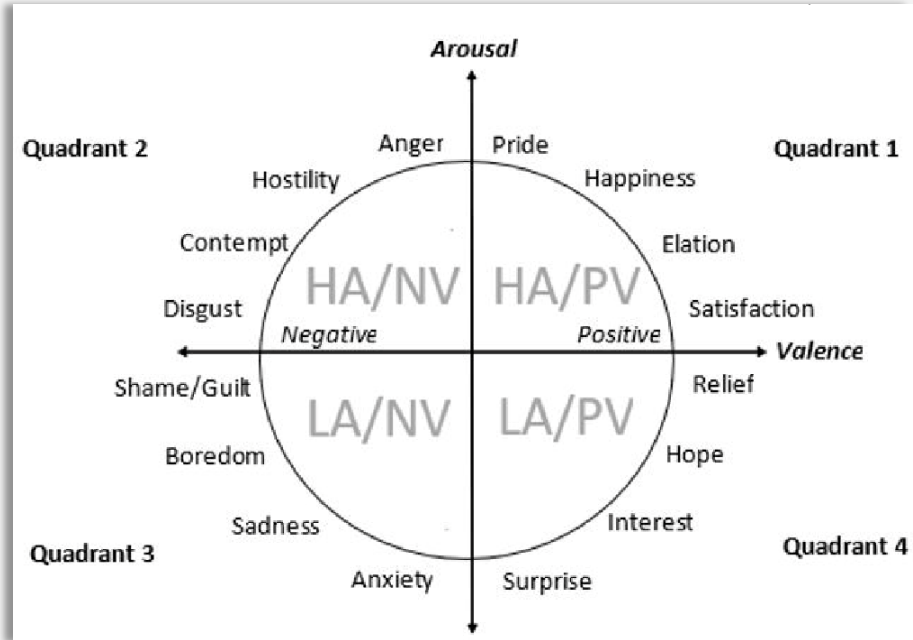 Arousal
Quadrant 2
Anger
Pride
Quadrant 1
Hostility
Happiness
Contempt
Elation
HA/NV
HA/PV
Disgust
Satisfaction
Negative
Positive
Valence
Shame/Guilt
Relief
LA/NV
LA/PV
Boredom
Hope
Sadness
Interest
Quadrant 3
Quadrant 4
Anxiety
Surprise